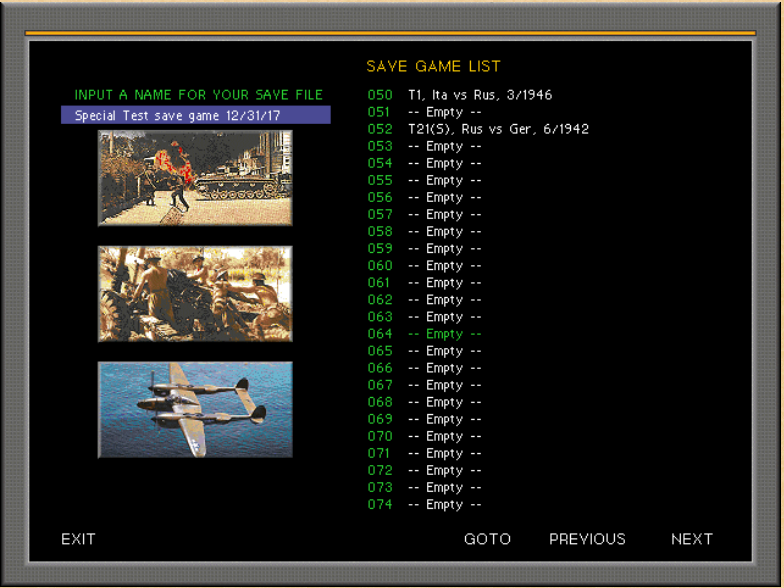 SAVE GAME LIST
INPUT A NAME FOR YOUR SAVE FILE
Special Test save game 12/31/17
050 T1, Ita vs Rus, 3/1946
051 -- Empty --
052 T21(S), Rus vs Ger, 6/1942
053 -- Empty --
054 -- Empty --
055 -- Empty --
056 -- Empty --
057 -- Empty --
058 -- Empty --
059 -- Empty --
060 -- Empty --
061 -- Empty --
062 -- Empty --
063 -- Empty --
064 -- Empty --
065 -- Empty --
066 -- Empty --
067 -- Empty --
068 -- Empty --
069 -- Empty --
070 -- Empty --
071 -- Empty --
072 -- Empty --
073 -- Empty --
074 -- Empty --
EXIT GOTO PREVIOUS NEXT